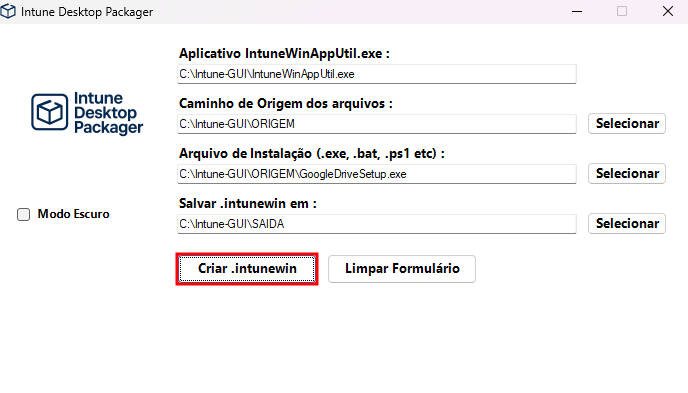 Intune Desktop Packager
Aplicativo IntuneWinAppUtil.exe :
C:\Intune-GUI\IntuneWinAppUtil.exe
Intune
Desktop
Packager
Caminho de Origem dos arquivos :
C:\Intune-GUI\ORIGEM
Selecionar
Arquivo de Instalação (.exe, .bat, .ps1 etc) :
C:\Intune-GUI\ORIGEM\GoogleDriveSetup.exe
Selecionar
Modo Escuro
Salvar .intunewin em :
C:\Intune-GUI\SAIDA
Selecionar
Criar .intunewin
Limpar Formulário